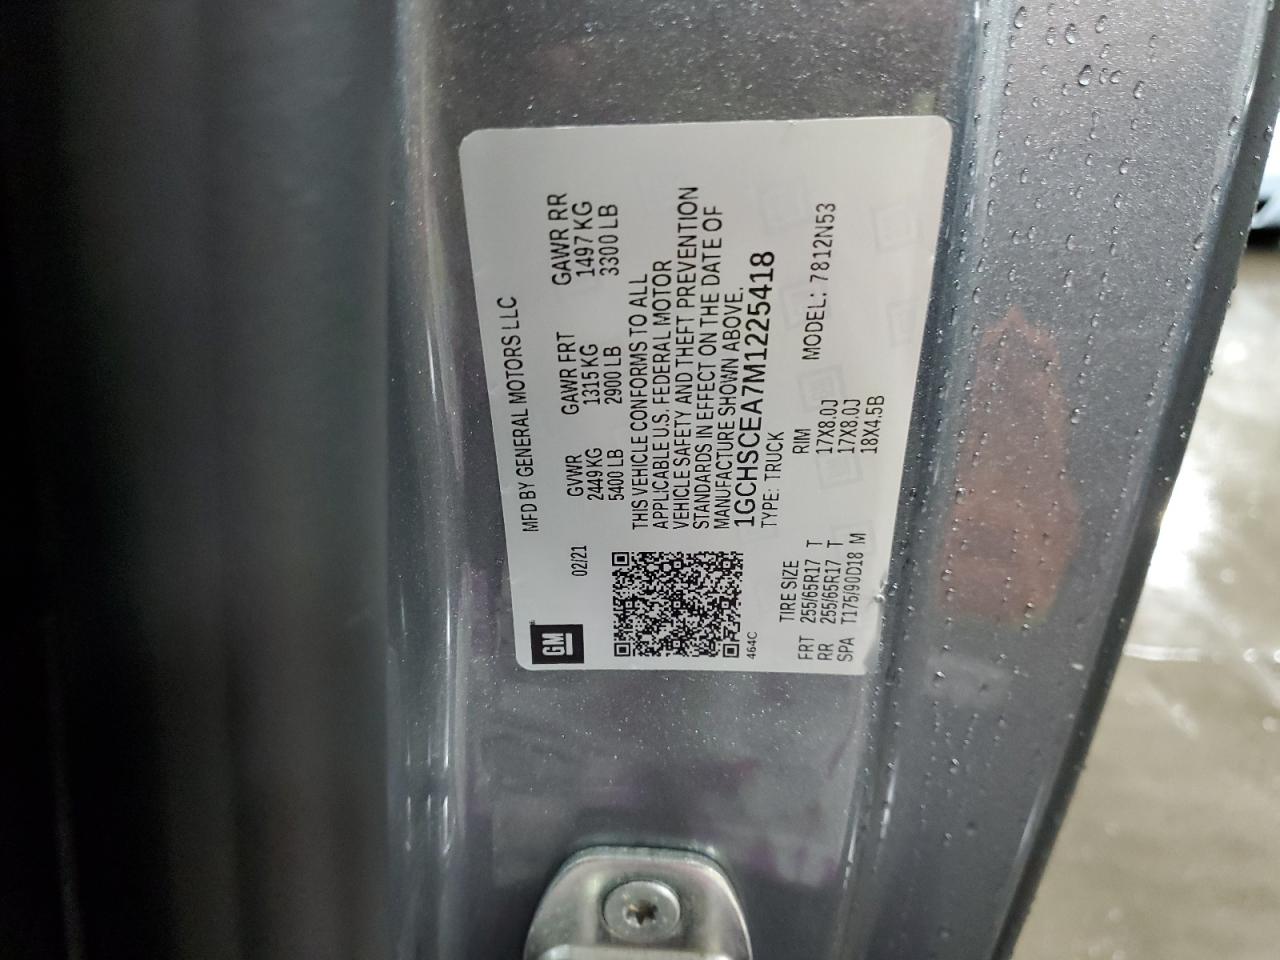 GM
MFD BY GENERAL MOTORS LLC
02/21
GVWR GAWR FRT GAWR RR
2449 KG 1315 KG 1497 KG
5400 LB 2900 LB 3300 LB
THIS VEHICLE CONFORMS TO ALL
APPLICABLE U.S. FEDERAL MOTOR
VEHICLE SAFETY AND THEFT PREVENTION
STANDARDS IN EFFECT ON THE DATE OF
MANUFACTURE SHOWN ABOVE.
1GCHSCEA7M1225418
464C
TYPE: TRUCK
MODEL: 7812N53
TIRE SIZE RIM
FRT 255/65R17 T 17X8.0J
RR 255/65R17 T 17X8.0J
SPA T175/90D18 M 18X4.5B